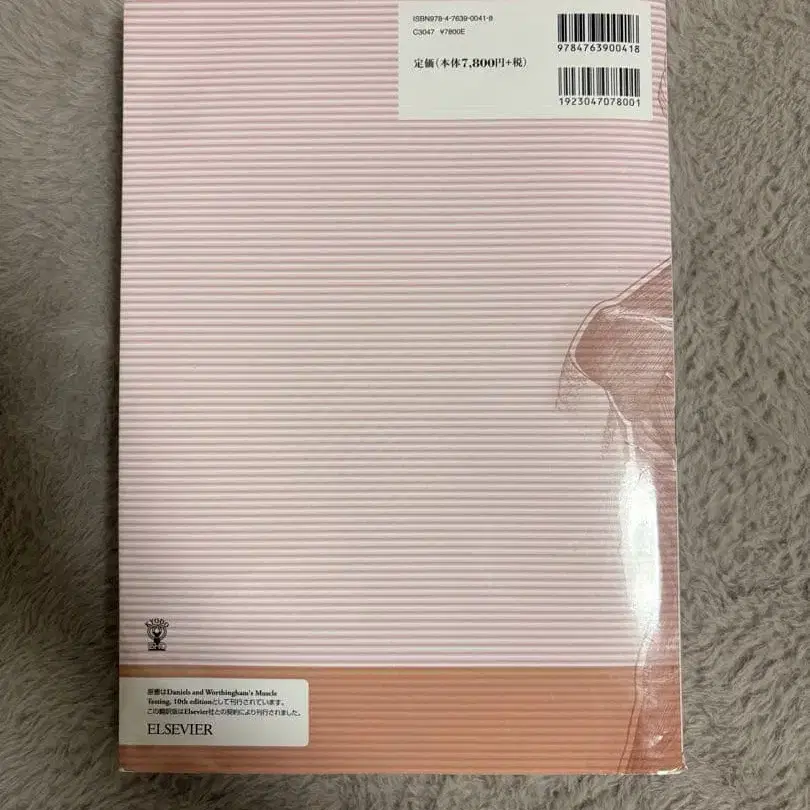 ISBN978-4-7639-0041-8
C3047 ¥7800E
定価(本体7,800円+税)
9784763900418
1923047078001
KYODO
原書はDaniels and Worthingham's Muscle
Testing, 10th editionとして刊行されています。
この翻訳版はElsevier社との契約により刊行されました。
ELSEVIER